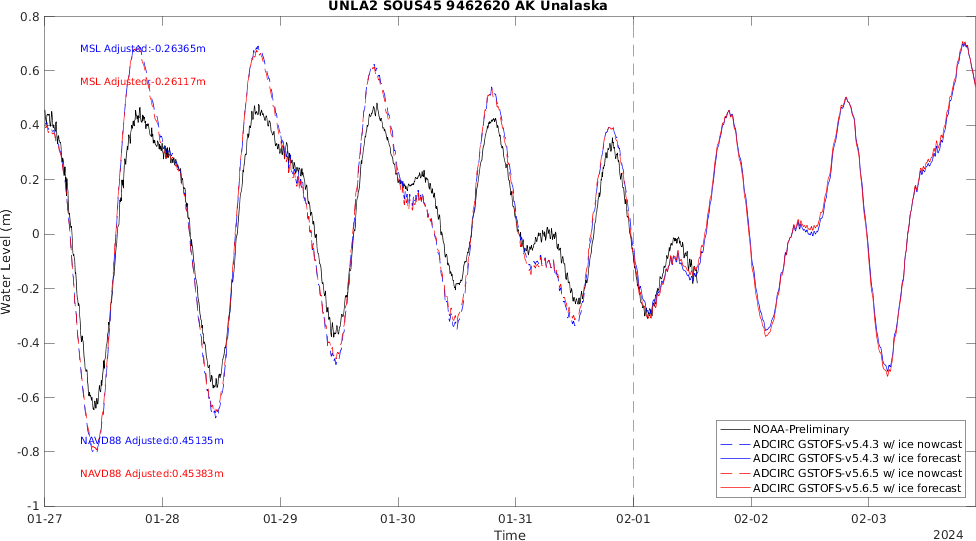 UNLA2 SOUS45 9462620 AK Unalaska
0.8
0.6
0.4
0.2
0
-0.2
-0.4
-0.6
-0.8
-1
Water Level (m)
MSL Adjusted:-0.26365m
MSL Adjusted:-0.26117m
NAVD88 Adjusted:0.45135m
NAVD88 Adjusted:0.45383m
NOAA-Preliminary
ADCIRC GSTOFS-v5.4.3 w/ ice nowcast
ADCIRC GSTOFS-v5.4.3 w/ ice forecast
ADCIRC GSTOFS-v5.6.5 w/ ice nowcast
ADCIRC GSTOFS-v5.6.5 w/ ice forecast
01-27 01-28 01-29 01-30 01-31 02-01 02-02 02-03
Time
2024